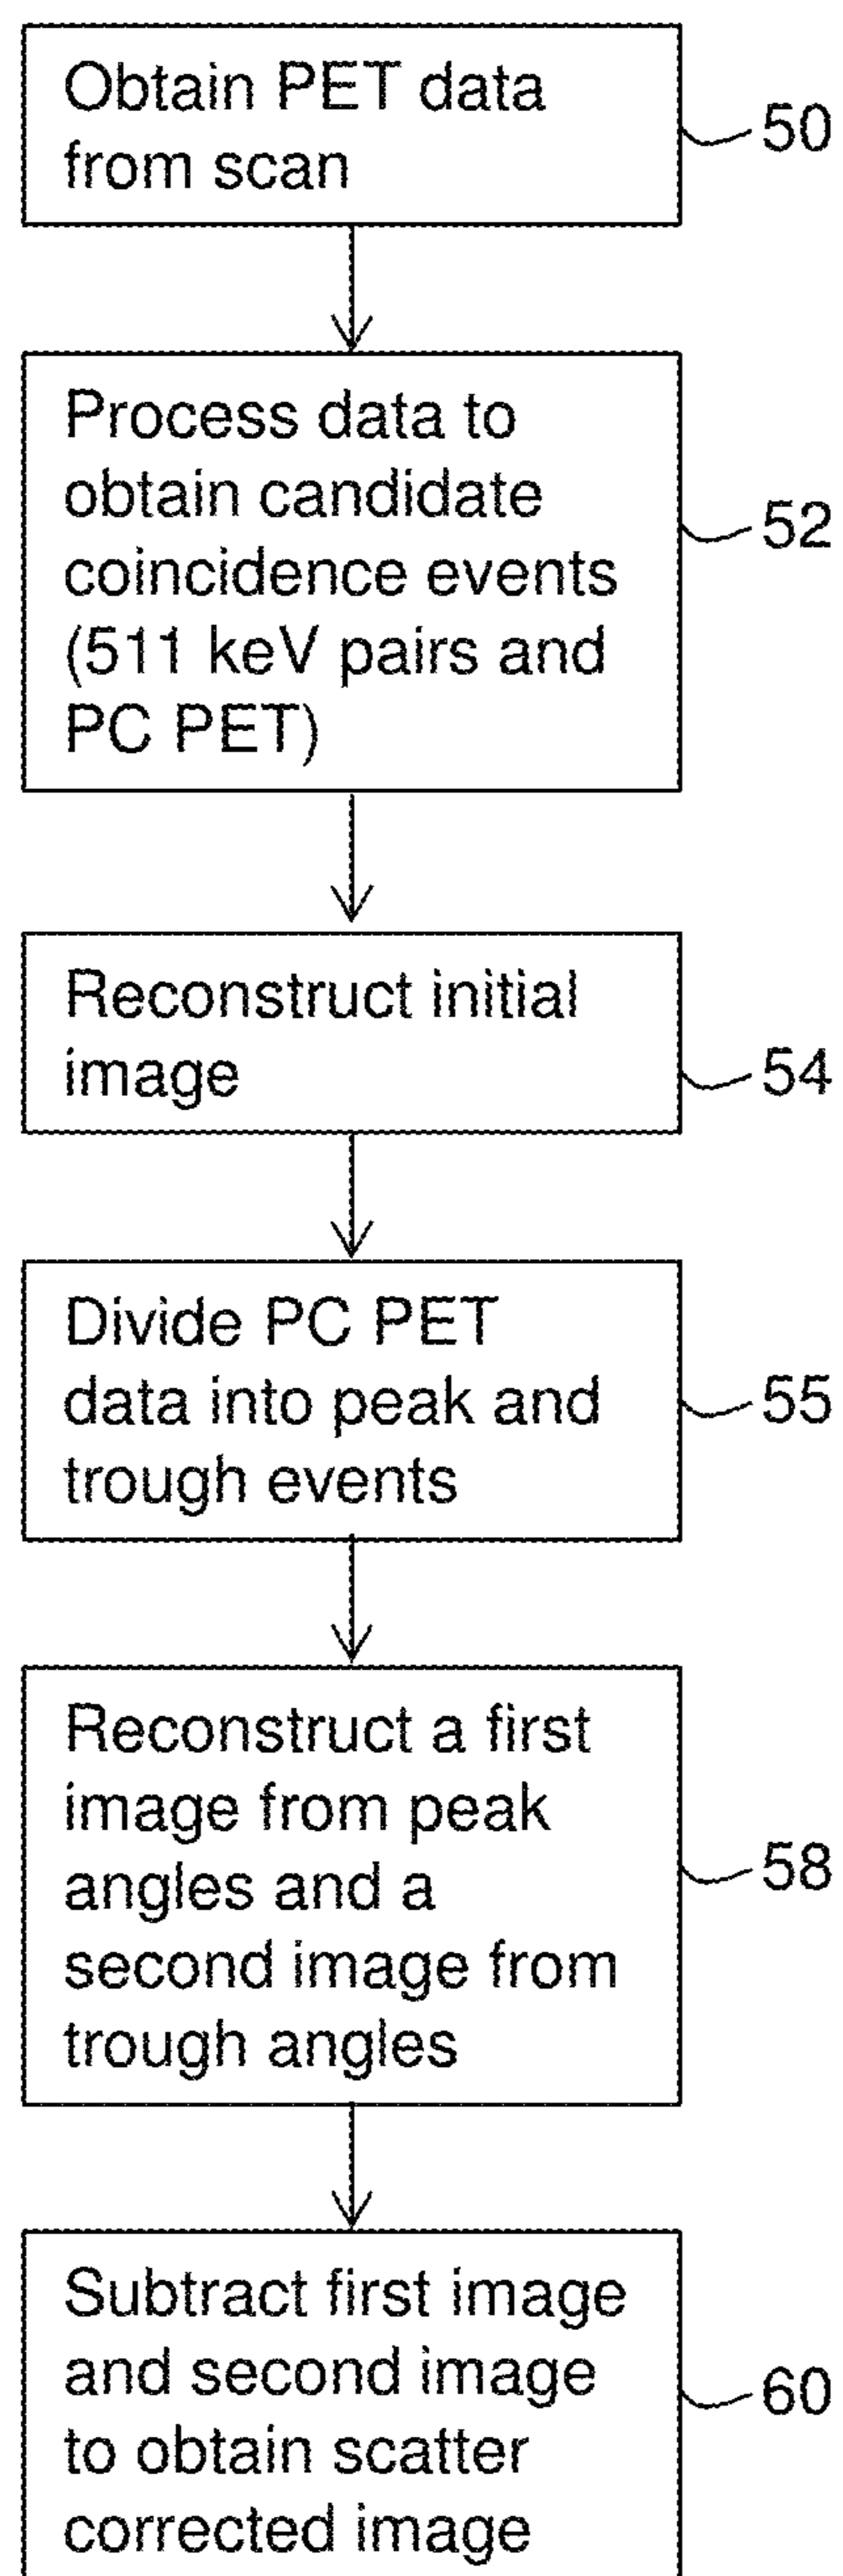 Obtain PET data
from scan
50
Process data to
obtain candidate
coincidence events
(511 keV pairs and
PC PET)
52
Reconstruct initial
image
54
Divide PC PET
data into peak and
trough events
55
Reconstruct a first
image from peak
angles and a
second image from
trough angles
58
Subtract first image
and second image
to obtain scatter
corrected image
60